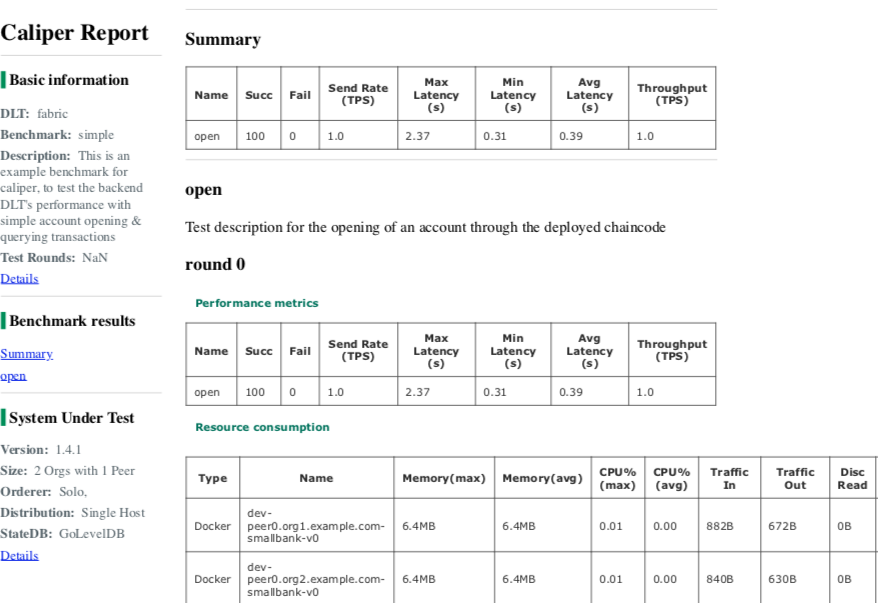 Caliper Report
Basic information
DLT: fabric
Benchmark: simple
Description: This is an
example benchmark for
caliper, to test the backend
DLT's performance with
simple account opening &
querying transactions
Test Rounds: NaN
Details
Benchmark results
Summary
open
System Under Test
Version: 1.4.1
Size: 2 Orgs with 1 Peer
Orderer: Solo,
Distribution: Single Host
StateDB: GoLevelDB
Details
Summary
Name Succ Fail Send Rate (TPS) Max Latency (s) Min Latency (s) Avg Latency (s) Throughput (TPS)
open 100 0 1.0 2.37 0.31 0.39 1.0
open
Test description for the opening of an account through the deployed chaincode
round 0
Performance metrics
Name Succ Fail Send Rate (TPS) Max Latency (s) Min Latency (s) Avg Latency (s) Throughput (TPS)
open 100 0 1.0 2.37 0.31 0.39 1.0
Resource consumption
Type Name Memory(max) Memory(avg) CPU% (max) CPU% (avg) Traffic In Traffic Out Disc Read
Docker dev-peer0.org1.example.com-smallbank-v0 6.4MB 6.4MB 0.01 0.00 882B 672B 0B
Docker dev-peer0.org2.example.com-smallbank-v0 6.4MB 6.4MB 0.01 0.00 840B 630B 0B